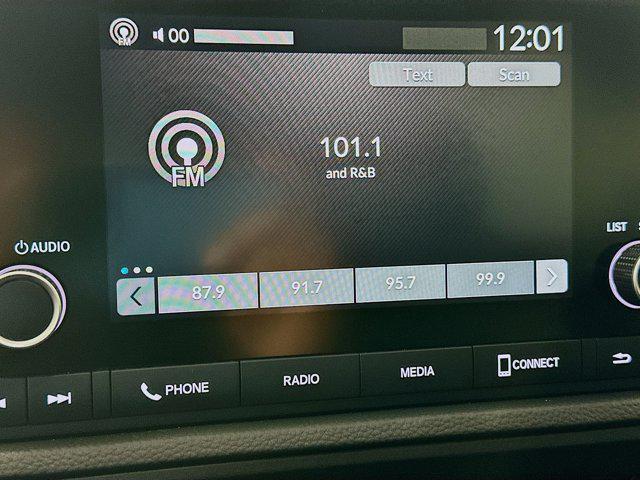 FM 00 12:01
Text Scan
FM
101.1
and R&B
AUDIO
LIST
87.9 91.7 95.7 99.9
PHONE RADIO MEDIA CONNECT